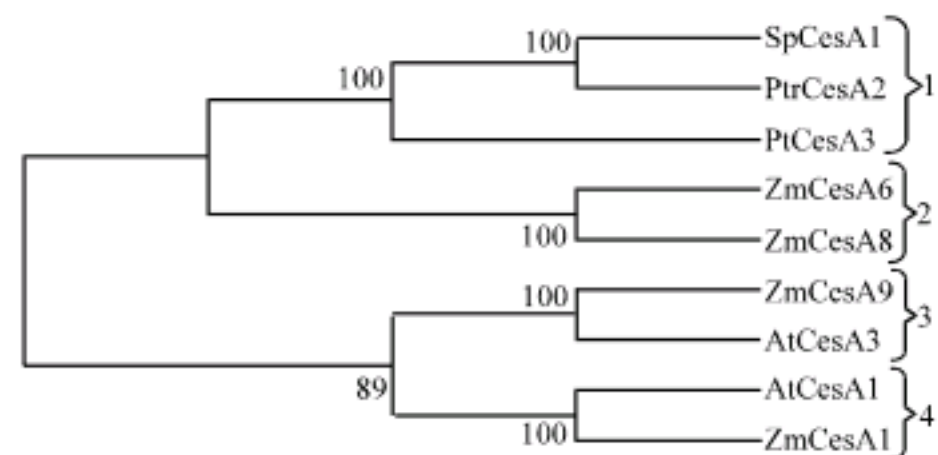 100 SpCesA1
100 PtrCesA2 1
PtCesA3
ZmCesA6
100 ZmCesA8 2
100 ZmCesA9
AtCesA3 3
89 AtCesA1
100 ZmCesA1 4